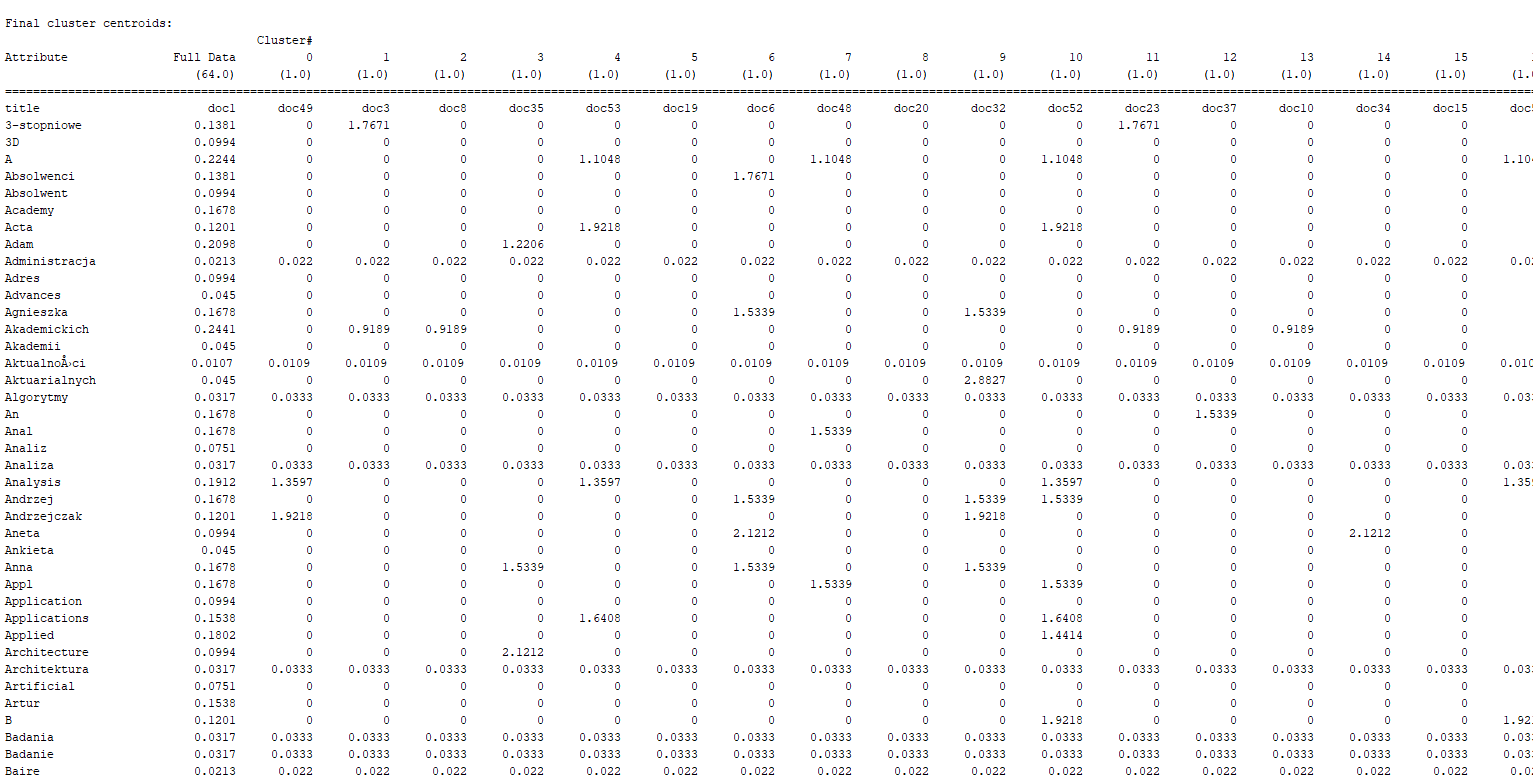 Final cluster centroids:
Cluster#
Attribute Full Data 0 1 2 3 4 5 6 7 8 9 10 11 12 13 14 15
(64.0) (1.0) (1.0) (1.0) (1.0) (1.0) (1.0) (1.0) (1.0) (1.0) (1.0) (1.0) (1.0) (1.0) (1.0) (1.0) (1.0) (1.
title doc1 doc49 doc3 doc8 doc35 doc53 doc19 doc6 doc48 doc20 doc32 doc52 doc23 doc37 doc10 doc34 doc15 doc
3-stopniowe 0.1381 0 1.7671 0 0 0 0 0 0 0 0 0 1.7671 0 0 0 0
3D 0.0994 0 0 0 0 0 0 0 0 0 0 0 0 0 0 0 0
A 0.2244 0 0 0 0 1.1048 0 0 1.1048 0 0 1.1048 0 0 0 0 0 1.10
Absolwenci 0.1381 0 0 0 0 0 0 1.7671 0 0 0 0 0 0 0 0 0
Absolwent 0.0994 0 0 0 0 0 0 0 0 0 0 0 0 0 0 0 0
Academy 0.1678 0 0 0 0 0 0 0 0 0 0 0 0 0 0 0 0
Acta 0.1201 0 0 0 0 1.9218 0 0 0 0 0 1.9218 0 0 0 0 0
Adam 0.2098 0 0 0 1.2206 0 0 0 0 0 0 0 0 0 0 0 0
Administracja 0.0213 0.022 0.022 0.022 0.022 0.022 0.022 0.022 0.022 0.022 0.022 0.022 0.022 0.022 0.022 0.022 0.022 0.0
Adres 0.0994 0 0 0 0 0 0 0 0 0 0 0 0 0 0 0 0
Advances 0.045 0 0 0 0 0 0 0 0 0 0 0 0 0 0 0 0
Agnieszka 0.1678 0 0 0 0 0 0 1.5339 0 0 1.5339 0 0 0 0 0 0
Akademickich 0.2441 0 0.9189 0.9189 0 0 0 0 0 0 0 0 0.9189 0 0.9189 0 0
Akademii 0.045 0 0 0 0 0 0 0 0 0 0 0 0 0 0 0 0
AktualnoÅ›ci 0.0107 0.0109 0.0109 0.0109 0.0109 0.0109 0.0109 0.0109 0.0109 0.0109 0.0109 0.0109 0.0109 0.0109 0.0109 0.0109 0.0109 0.010
Aktuarialnych 0.045 0 0 0 0 0 0 0 0 0 2.8827 0 0 0 0 0 0
Algorytmy 0.0317 0.0333 0.0333 0.0333 0.0333 0.0333 0.0333 0.0333 0.0333 0.0333 0.0333 0.0333 0.0333 0.0333 0.0333 0.0333 0.0333 0.03
An 0.1678 0 0 0 0 0 0 0 0 0 0 0 0 1.5339 0 0 0
Anal 0.1678 0 0 0 0 0 0 0 1.5339 0 0 0 0 0 0 0 0
Analiz 0.0751 0 0 0 0 0 0 0 0 0 0 0 0 0 0 0 0
Analiza 0.0317 0.0333 0.0333 0.0333 0.0333 0.0333 0.0333 0.0333 0.0333 0.0333 0.0333 0.0333 0.0333 0.0333 0.0333 0.0333 0.0333 0.03
Analysis 0.1912 1.3597 0 0 0 1.3597 0 0 0 0 0 1.3597 0 0 0 0 0 1.35
Andrzej 0.1678 0 0 0 0 0 0 1.5339 0 0 1.5339 1.5339 0 0 0 0 0
Andrzejczak 0.1201 1.9218 0 0 0 0 0 0 0 0 1.9218 0 0 0 0 0 0
Aneta 0.0994 0 0 0 0 0 0 2.1212 0 0 0 0 0 0 0 2.1212 0
Ankieta 0.045 0 0 0 0 0 0 0 0 0 0 0 0 0 0 0 0
Anna 0.1678 0 0 0 1.5339 0 0 1.5339 0 0 1.5339 0 0 0 0 0 0
Appl 0.1678 0 0 0 0 0 0 0 1.5339 0 0 1.5339 0 0 0 0 0
Application 0.0994 0 0 0 0 0 0 0 0 0 0 0 0 0 0 0 0
Applications 0.1538 0 0 0 0 1.6408 0 0 0 0 0 1.6408 0 0 0 0 0
Applied 0.1802 0 0 0 0 0 0 0 0 0 0 1.4414 0 0 0 0 0
Architecture 0.0994 0 0 0 2.1212 0 0 0 0 0 0 0 0 0 0 0 0
Architektura 0.0317 0.0333 0.0333 0.0333 0.0333 0.0333 0.0333 0.0333 0.0333 0.0333 0.0333 0.0333 0.0333 0.0333 0.0333 0.0333 0.0333 0.03
Artificial 0.0751 0 0 0 0 0 0 0 0 0 0 0 0 0 0 0 0
Artur 0.1538 0 0 0 0 0 0 0 0 0 0 0 0 0 0 0 0
B 0.1201 0 0 0 0 0 0 0 0 0 0 1.9218 0 0 0 0 0 1.92
Badania 0.0317 0.0333 0.0333 0.0333 0.0333 0.0333 0.0333 0.0333 0.0333 0.0333 0.0333 0.0333 0.0333 0.0333 0.0333 0.0333 0.0333 0.03
Badanie 0.0317 0.0333 0.0333 0.0333 0.0333 0.0333 0.0333 0.0333 0.0333 0.0333 0.0333 0.0333 0.0333 0.0333 0.0333 0.0333 0.0333 0.03
Baire 0.0213 0.022 0.022 0.022 0.022 0.022 0.022 0.022 0.022 0.022 0.022 0.022 0.022 0.022 0.022 0.022 0.022 0.0